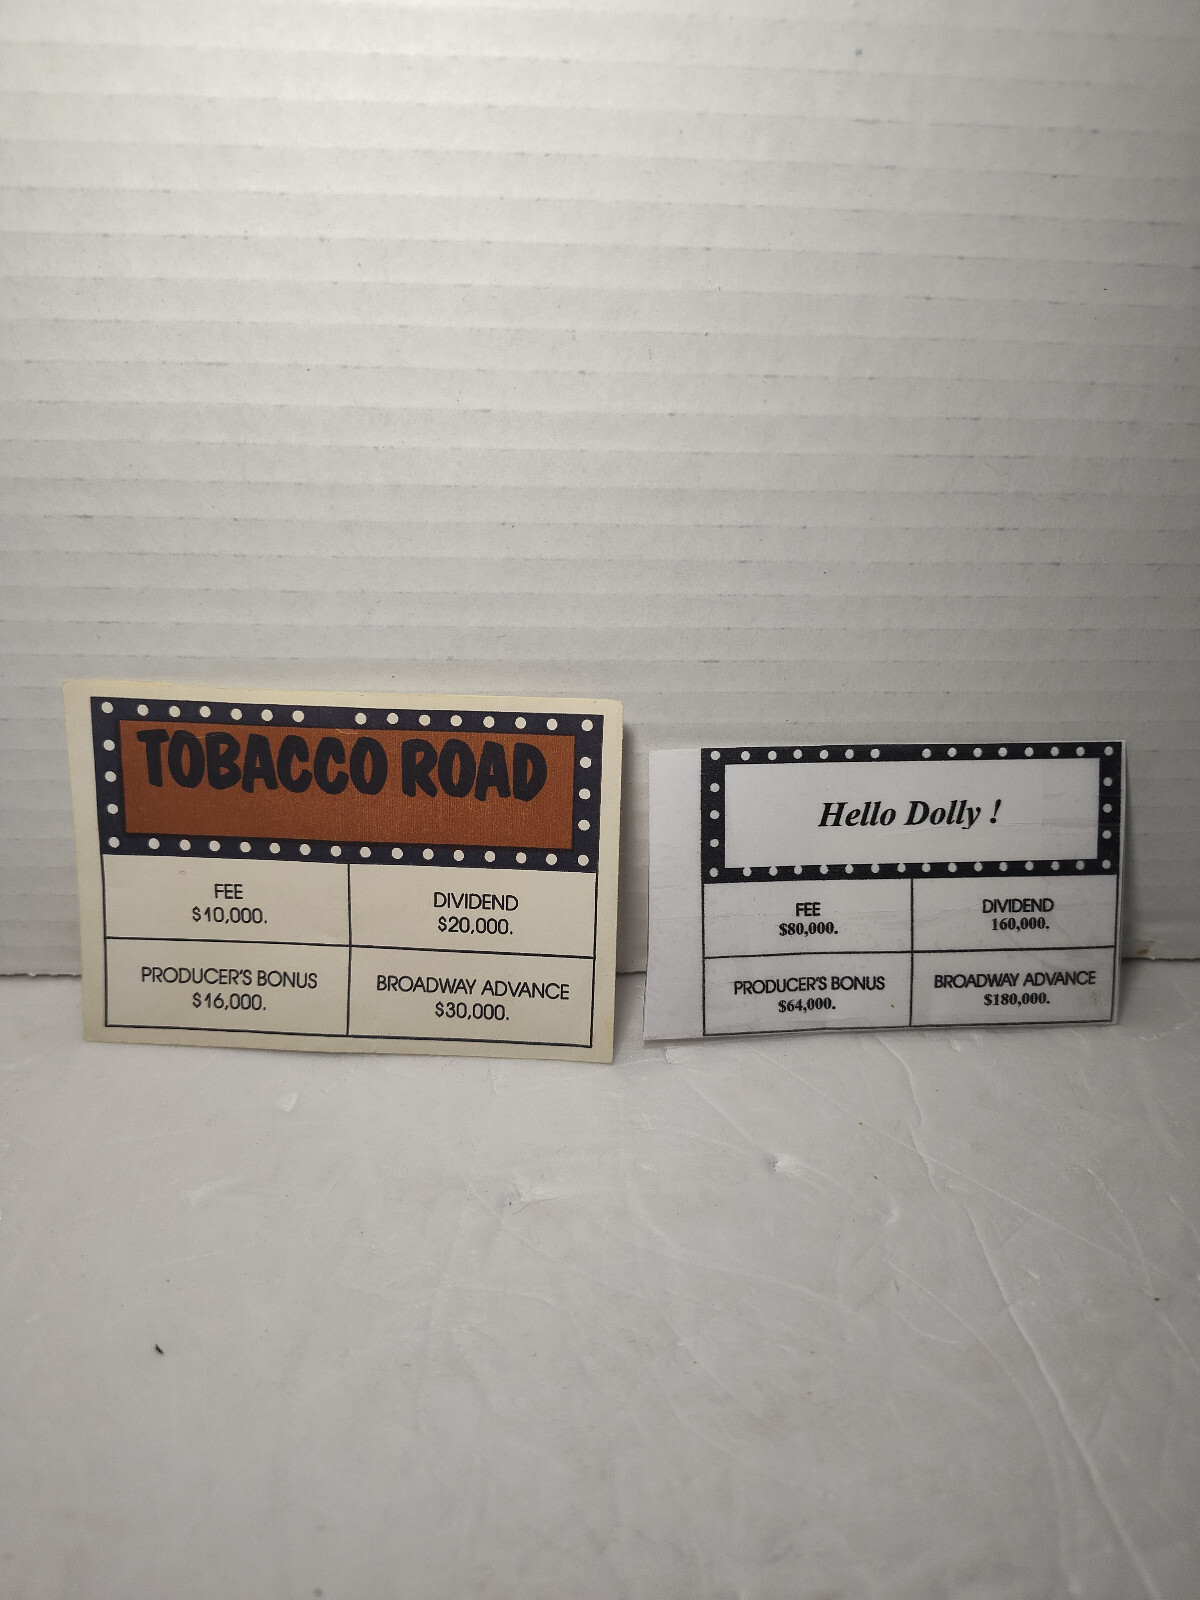 TOBACCO ROAD
FEE
$10,000.
DIVIDEND
$20,000.
PRODUCER'S BONUS
$16,000.
BROADWAY ADVANCE
$30,000.
Hello Dolly !
FEE
$80,000.
DIVIDEND
160,000.
PRODUCER'S BONUS
$64,000.
BROADWAY ADVANCE
$180,000.